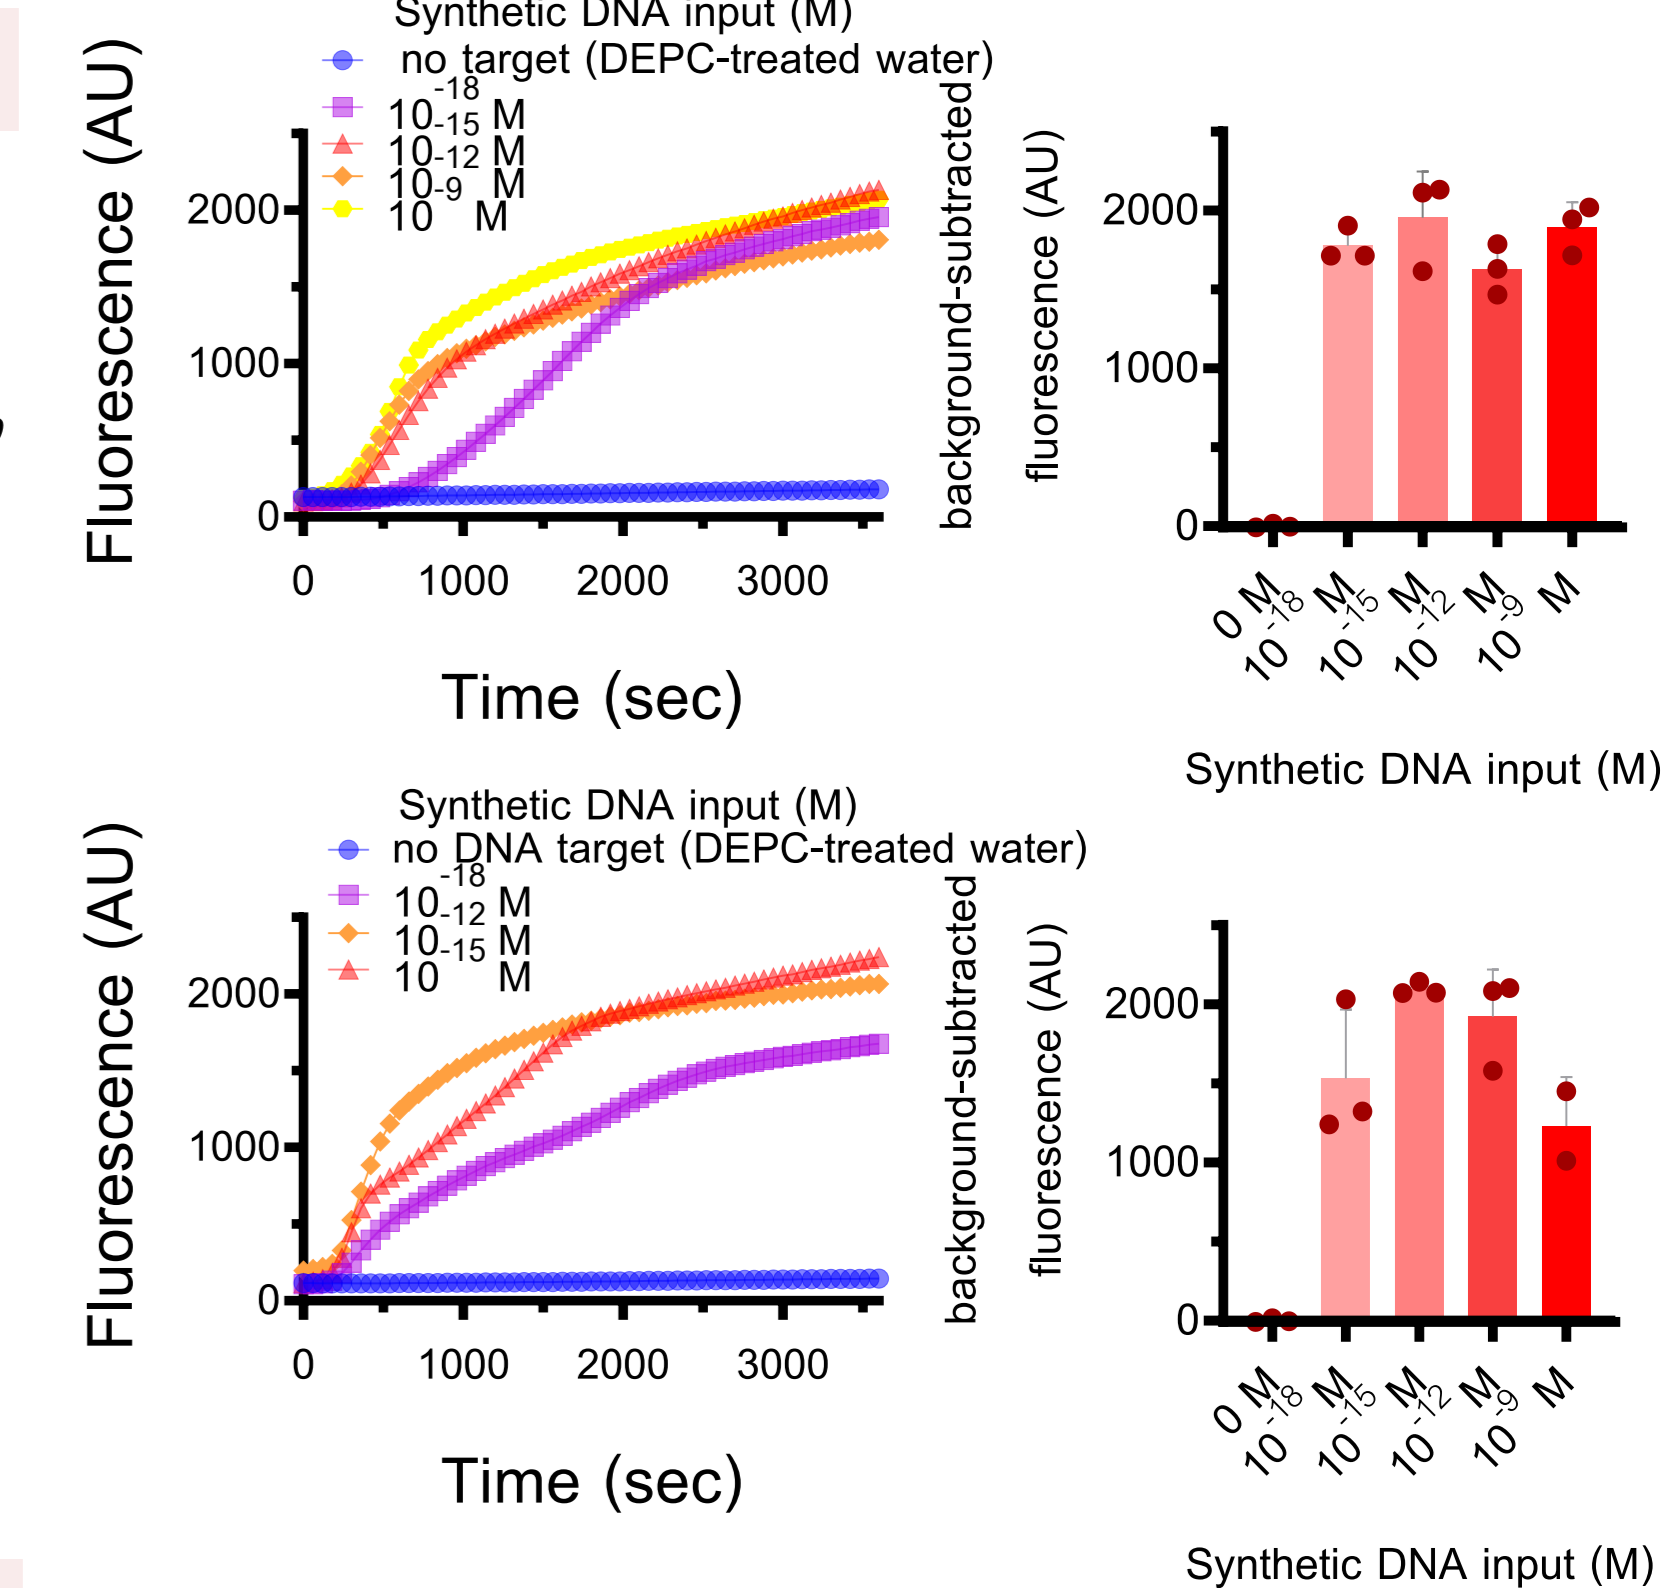 Synthetic DNA input (M)
no target (DEPC-treated water)
10-18 M
10-15 M
10-12 M
10-9 M
Fluorescence (AU)
2000
1000
0
0 1000 2000 3000
Time (sec)
background-subtracted
fluorescence (AU)
2000
1000
0
0 M
10-18 M
10-15 M
10-12 M
10-9 M
Synthetic DNA input (M)
Synthetic DNA input (M)
no DNA target (DEPC-treated water)
10-18 M
10-12 M
10-15 M
Fluorescence (AU)
2000
1000
0
0 1000 2000 3000
Time (sec)
background-subtracted
fluorescence (AU)
2000
1000
0
0 M
10-18 M
10-15 M
10-12 M
10-9 M
Synthetic DNA input (M)